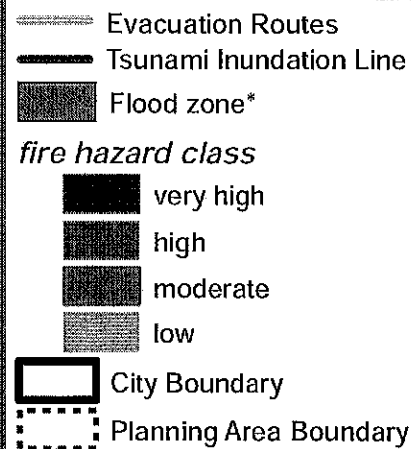 Evacuation Routes
Tsunami Inundation Line
Flood zone*
fire hazard class
very high
high
moderate
low
City Boundary
Planning Area Boundary